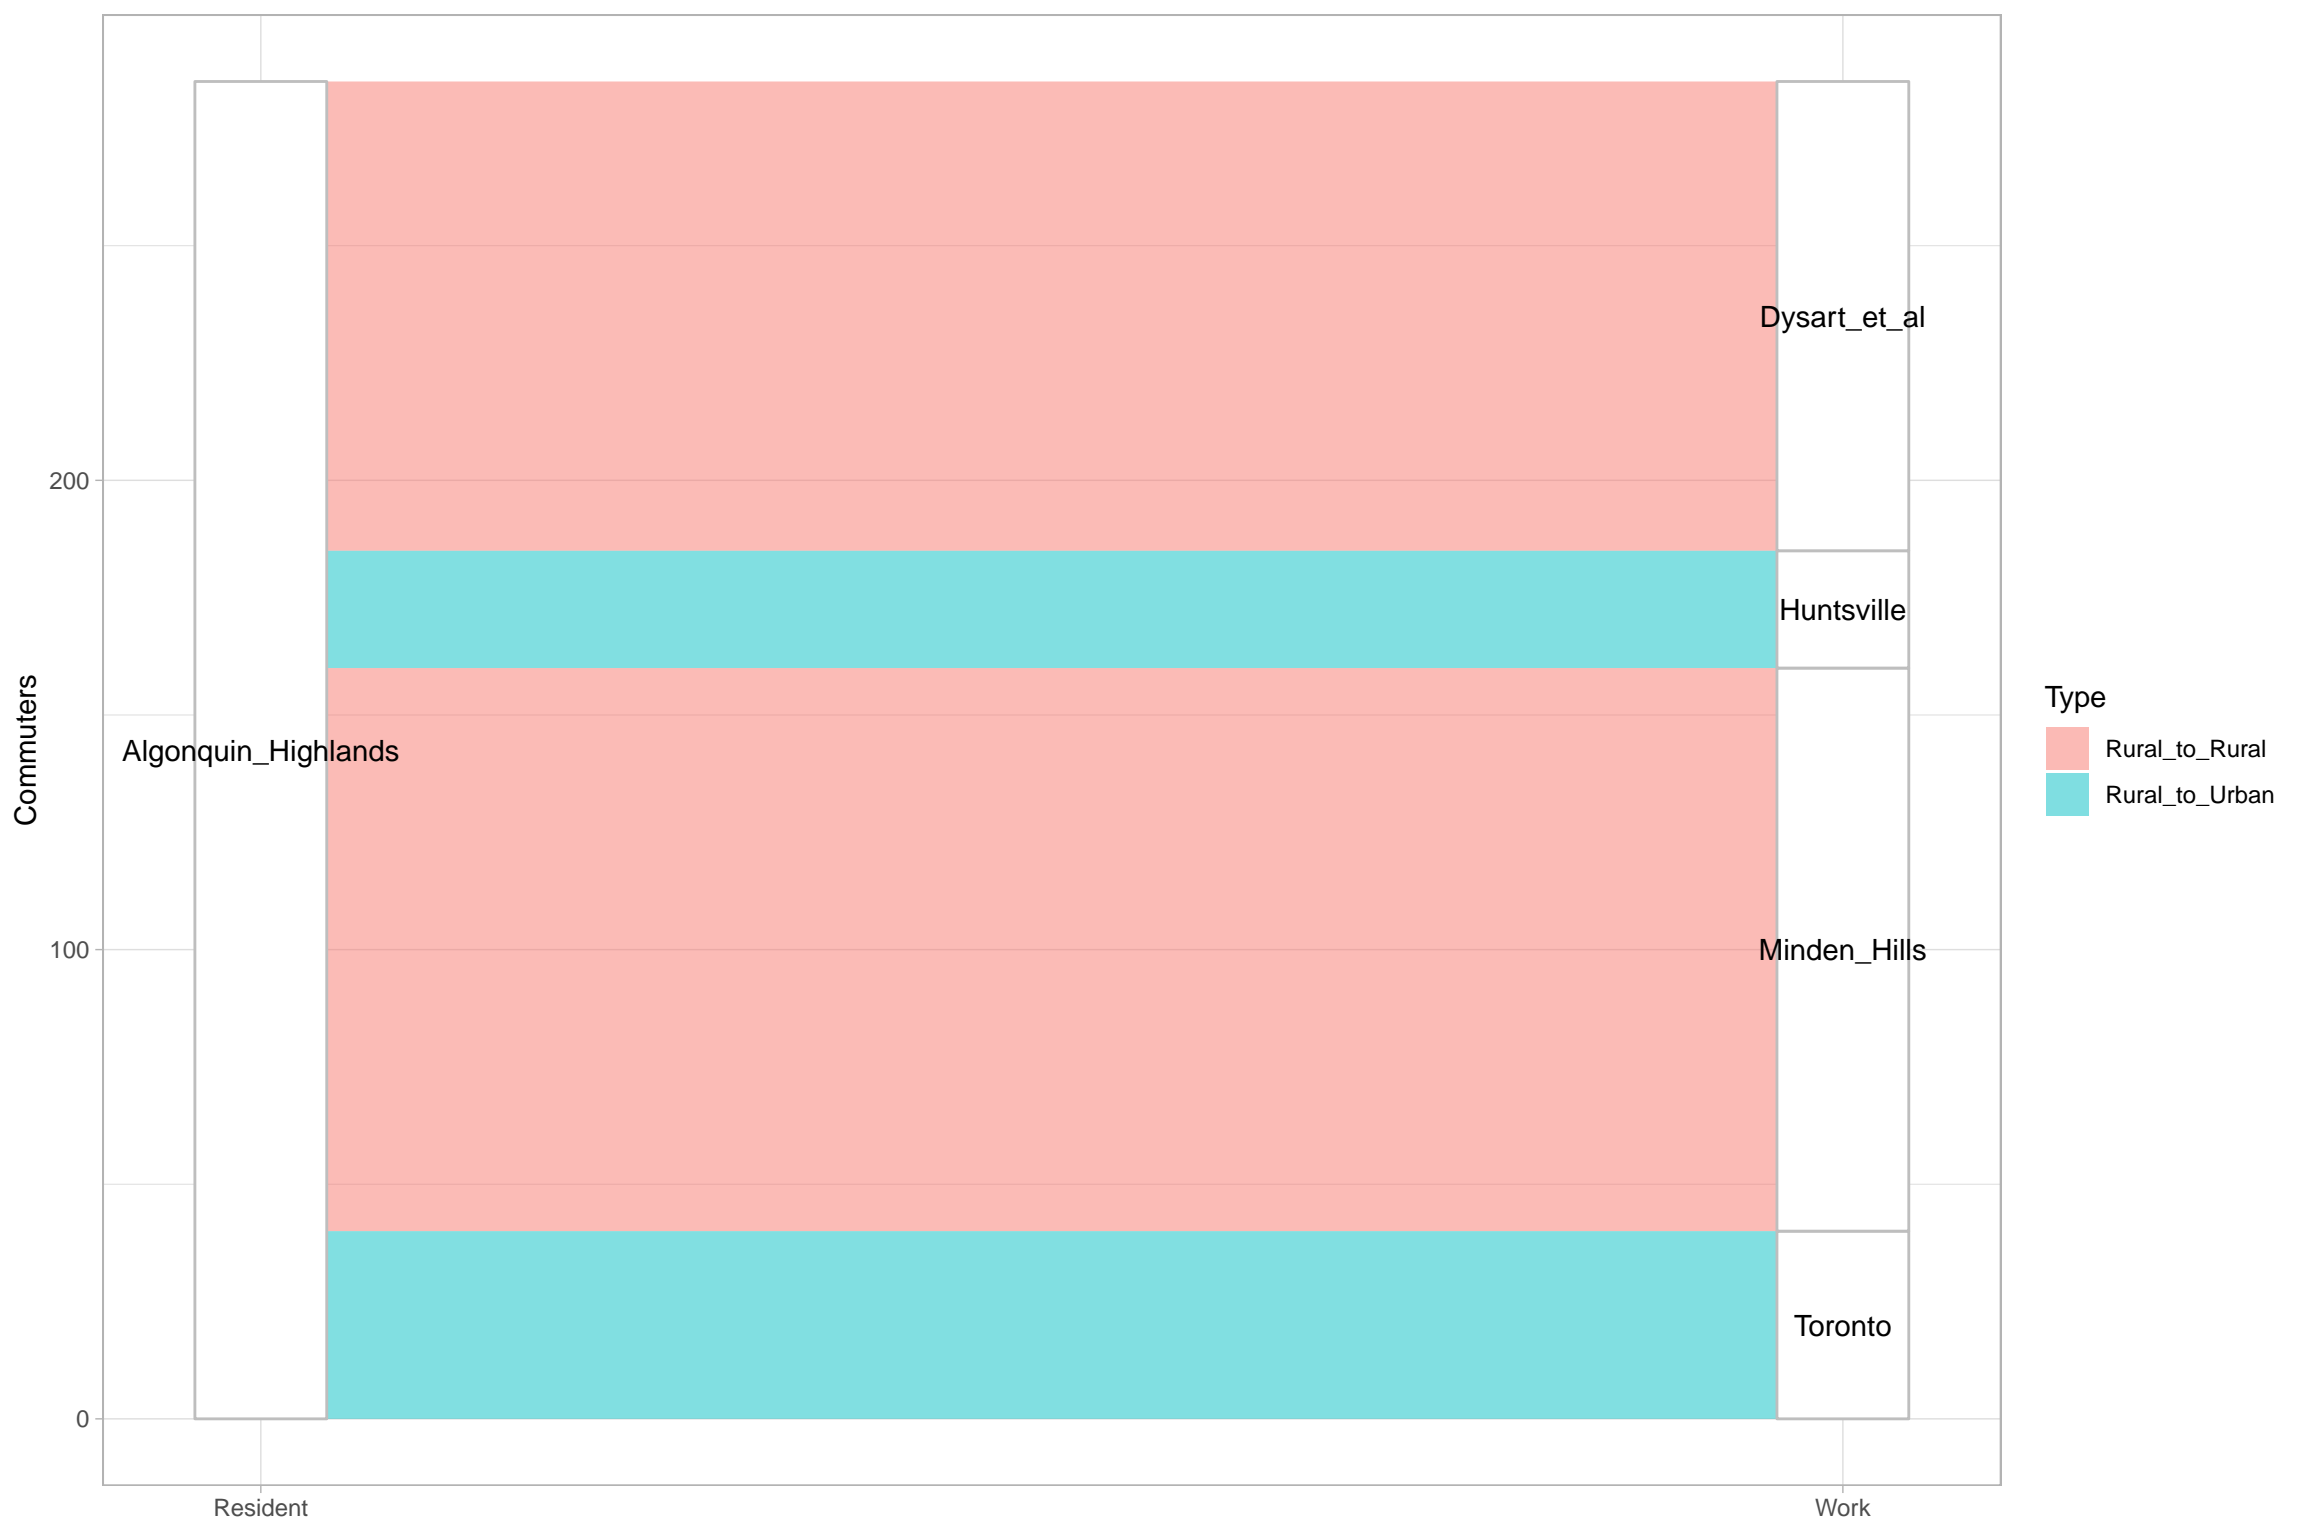 Commuters
200
100
0
Algonquin_Highlands
Dysart_et_al
Huntsville
Minden_Hills
Toronto
Resident
Work
Type
Rural_to_Rural
Rural_to_Urban